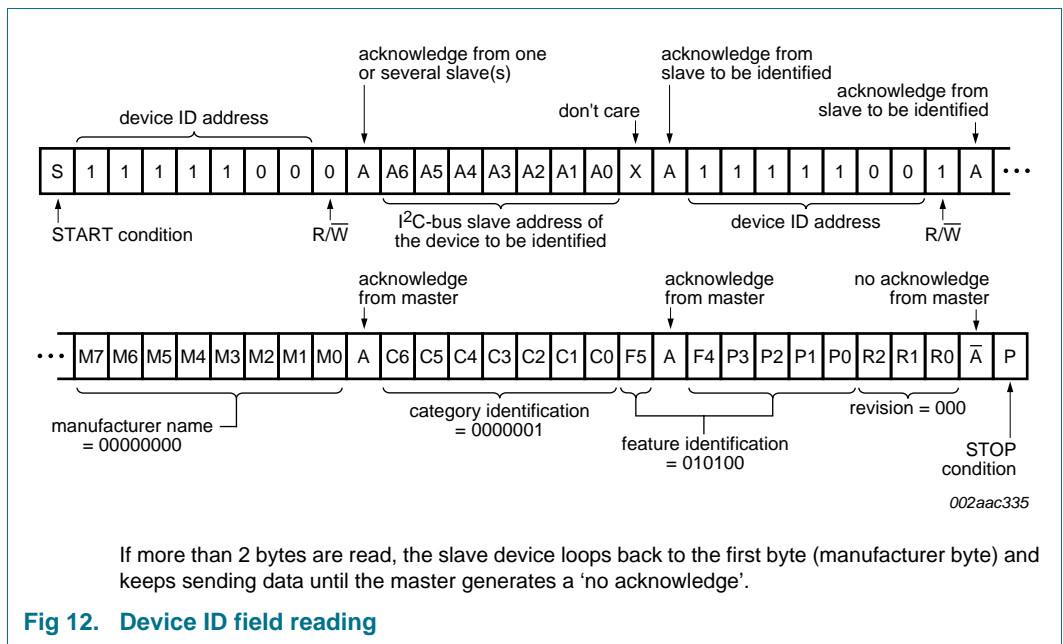 acknowledge from one
or several slave(s)
acknowledge from
slave to be identified
acknowledge from
slave to be identified
device ID address
don't care
S 1 1 1 1 1 0 0 0 A A6 A5 A4 A3 A2 A1 A0 X A 1 1 1 1 1 0 0 1 A ···
START condition
R/W̅
I²C-bus slave address of
the device to be identified
device ID address
R/W̅
acknowledge
from master
acknowledge
from master
no acknowledge
from master
··· M7 M6 M5 M4 M3 M2 M1 M0 A C6 C5 C4 C3 C2 C1 C0 F5 A F4 P3 P2 P1 P0 R2 R1 R0 A̅ P
manufacturer name
= 00000000
category identification
= 0000001
feature identification
= 010100
revision = 000
STOP
condition
002aac335
If more than 2 bytes are read, the slave device loops back to the first byte (manufacturer byte) and
keeps sending data until the master generates a ‘no acknowledge’.
Fig 12. Device ID field reading